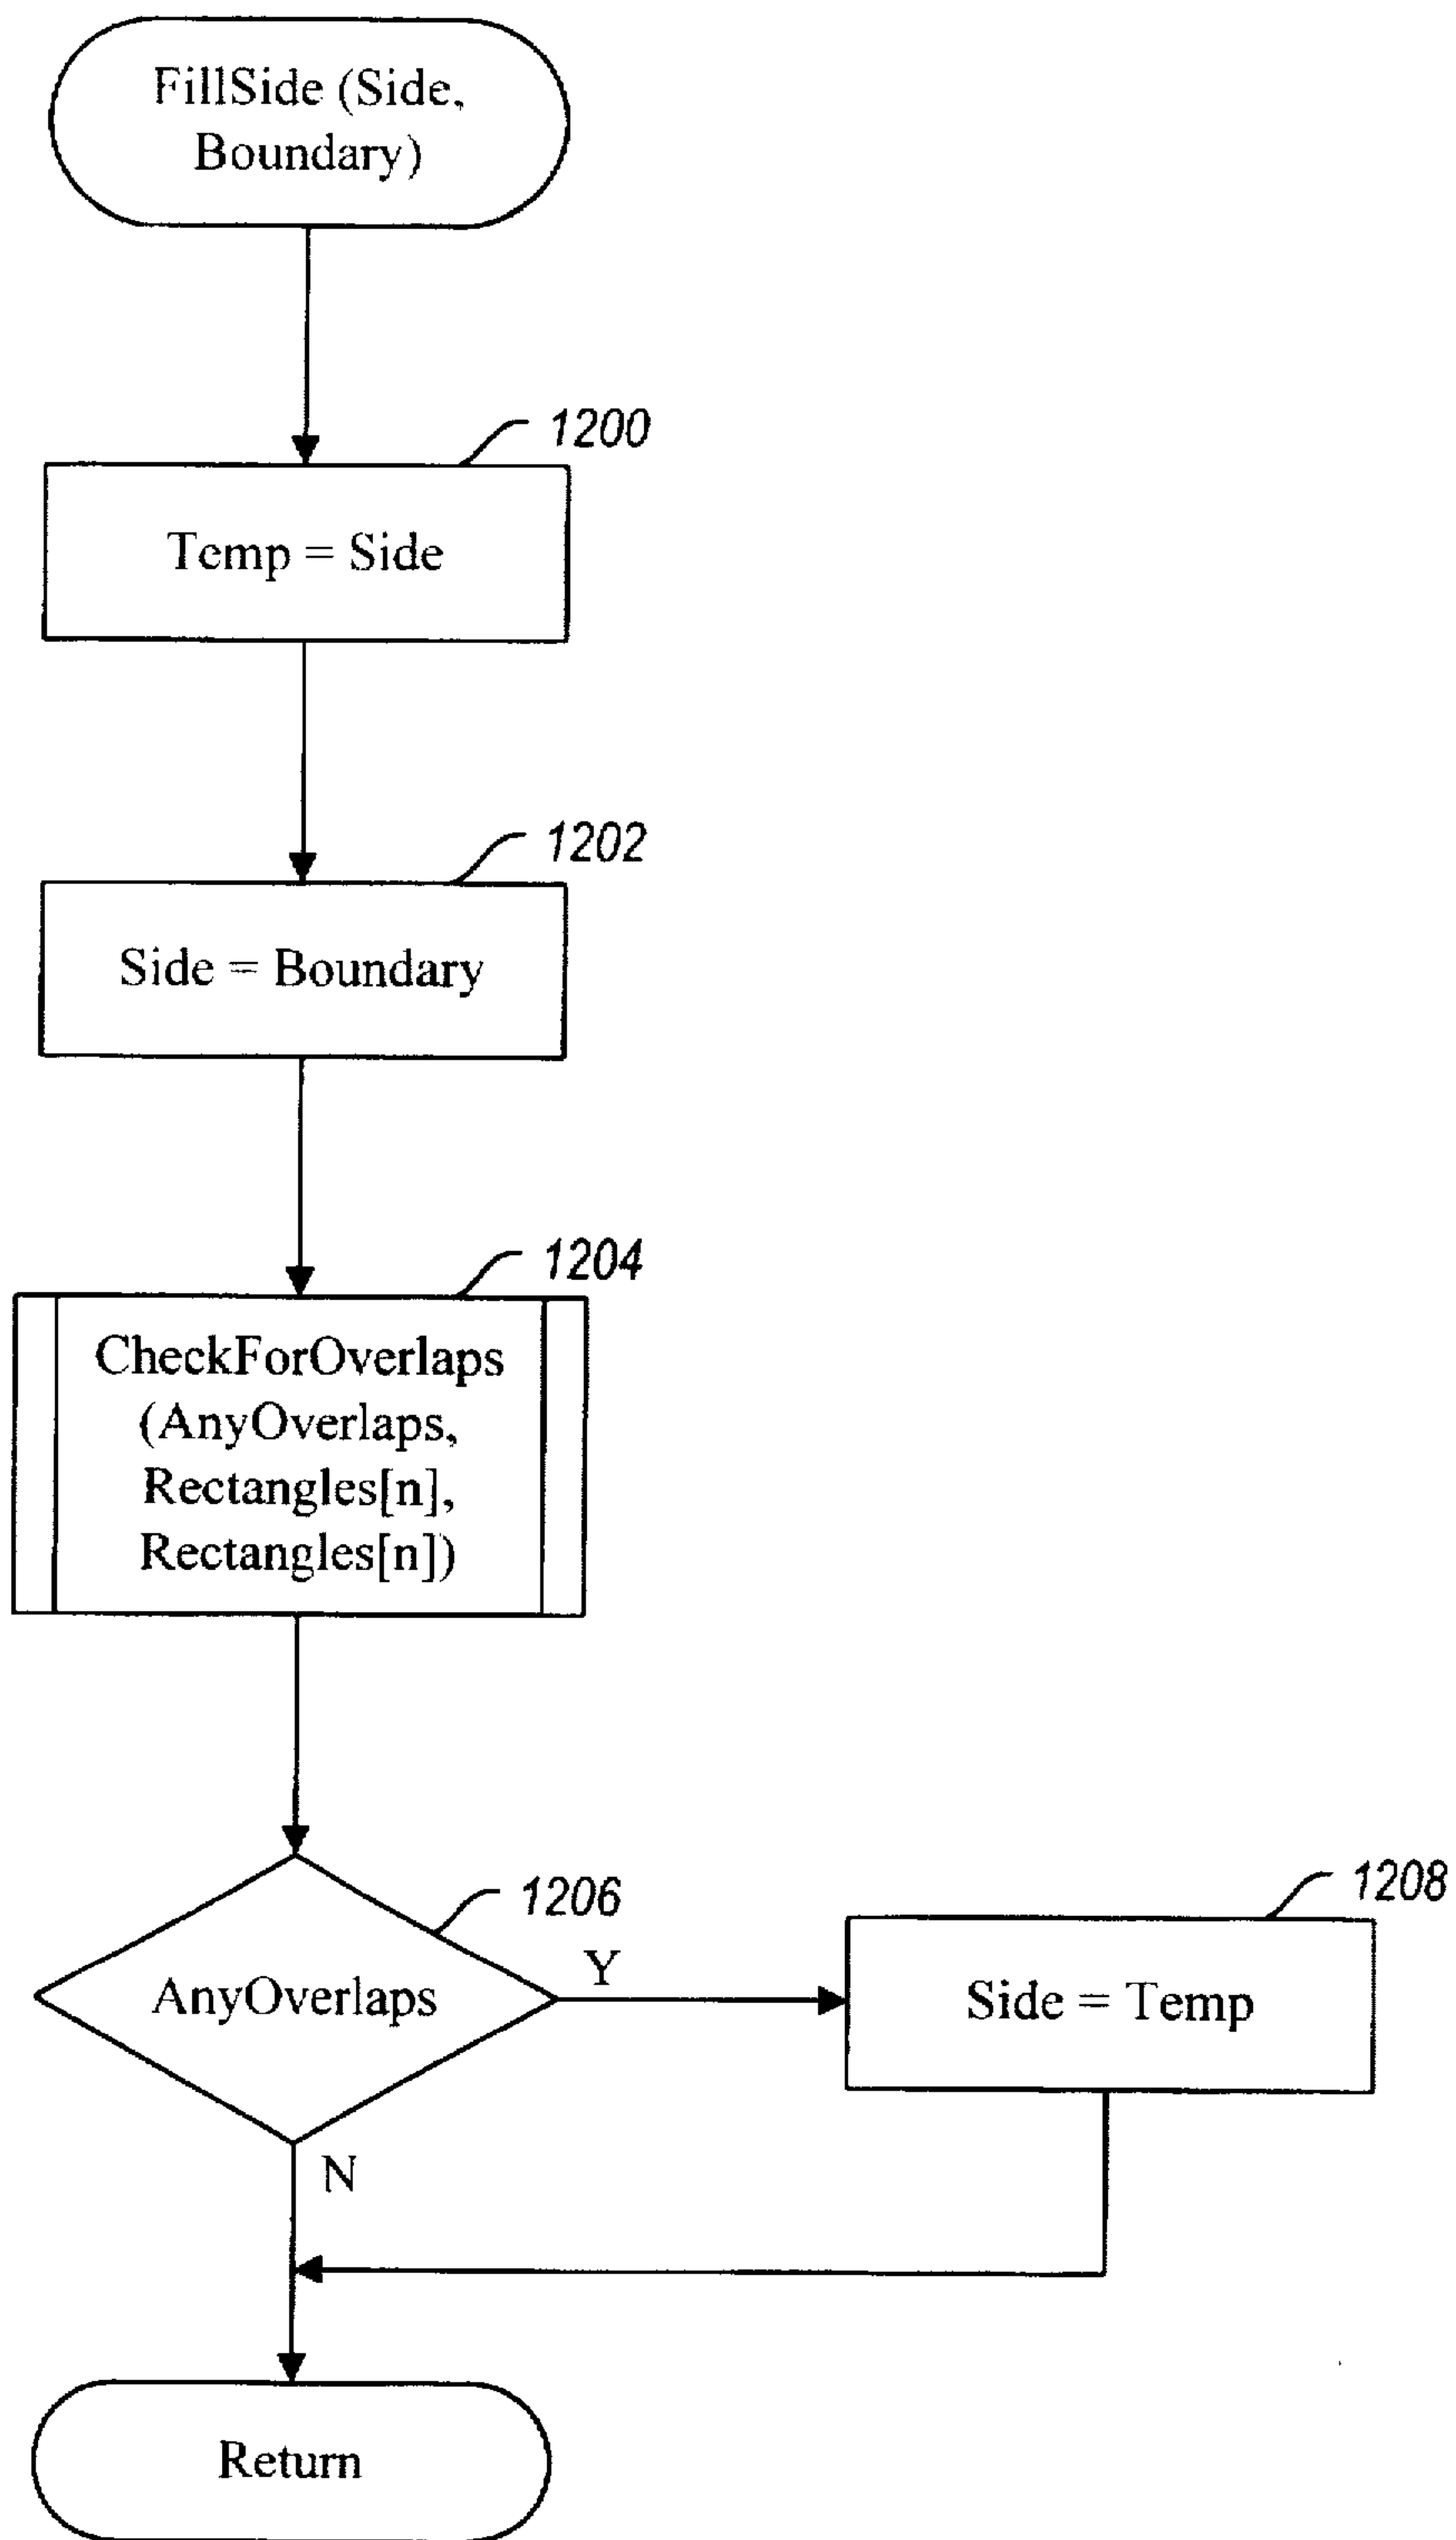 FillSide (Side,
Boundary)
1200
Temp = Side
1202
Side = Boundary
1204
CheckForOverlaps
(AnyOverlaps,
Rectangles[n],
Rectangles[n])
1206
AnyOverlaps
Y
1208
Side = Temp
N
Return